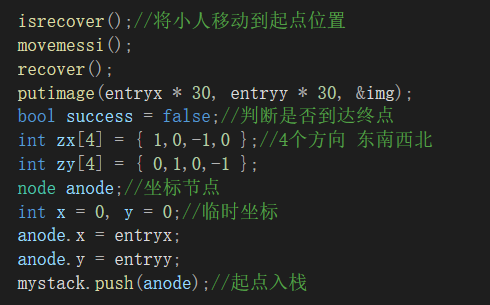 isrecover();//将小人移动到起点位置
movemessi();
recover();
putimage(entryx * 30, entryy * 30, &img);
bool success = false;//判断是否到达终点
int zx[4] = { 1,0,-1,0 };//4个方向 东南西北
int zy[4] = { 0,1,0,-1 };
node anode;//坐标节点
int x = 0, y = 0;//临时坐标
anode.x = entryx;
anode.y = entryy;
mystack.push(anode);//起点入栈